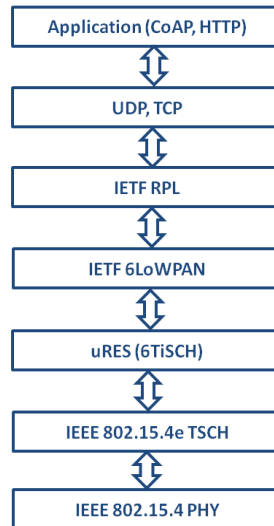 Application (CoAP, HTTP)
UDP, TCP
IETF RPL
IETF 6LoWPAN
uRES (6TiSCH)
IEEE 802.15.4e TSCH
IEEE 802.15.4 PHY